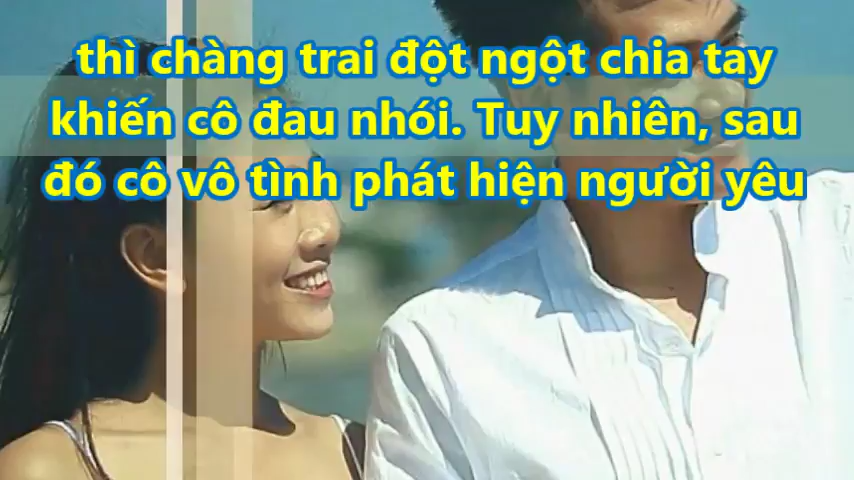 thì chàng trai đột ngột chia tay
khiến cô đau nhói. Tuy nhiên, sau
đó cô vô tình phát hiện người yêu